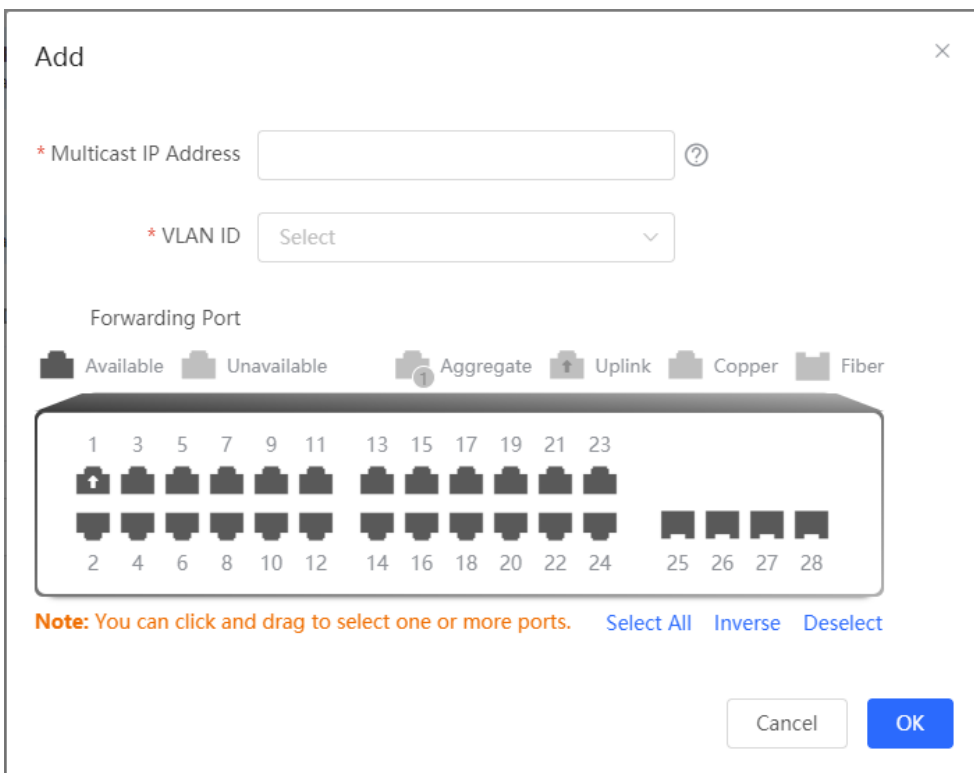 Add
* Multicast IP Address
* VLAN ID Select
Forwarding Port
Available Unavailable 1 Aggregate Uplink Copper Fiber
1 3 5 7 9 11 13 15 17 19 21 23
2 4 6 8 10 12 14 16 18 20 22 24 25 26 27 28
Note: You can click and drag to select one or more ports. Select All Inverse Deselect
Cancel OK